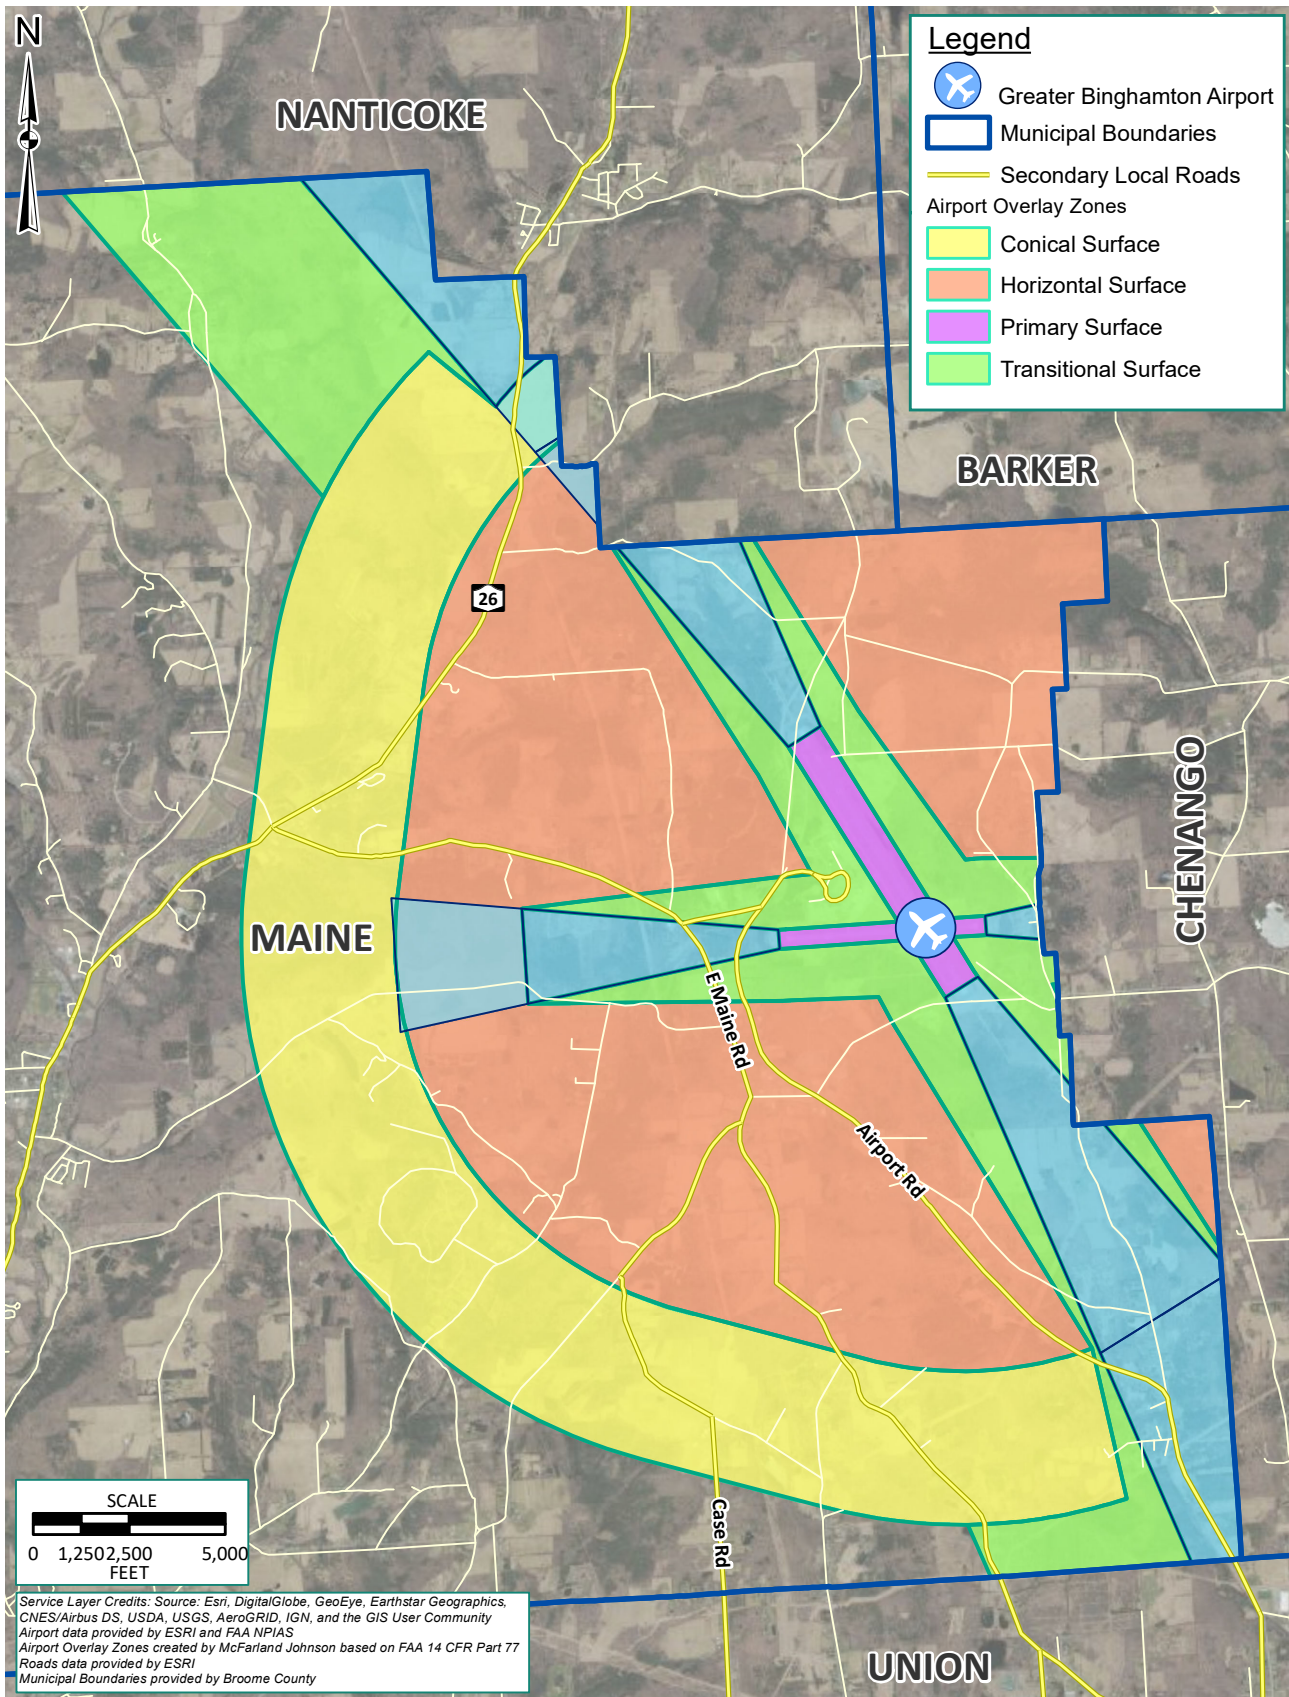 N
NANTICOKE
Legend
Greater Binghamton Airport
Municipal Boundaries
Secondary Local Roads
Airport Overlay Zones
Conical Surface
Horizontal Surface
Primary Surface
Transitional Surface
BARKER
26
CHENANGO
MAINE
E Maine Rd
Airport Rd
Case Rd
SCALE
0 1,250 2,500 5,000
FEET
Service Layer Credits: Source: Esri, DigitalGlobe, GeoEye, Earthstar Geographics,
CNES/Airbus DS, USDA, USGS, AeroGRID, IGN, and the GIS User Community
Airport data provided by ESRI and FAA NPIAS
Airport Overlay Zones created by McFarland Johnson based on FAA 14 CFR Part 77
Roads data provided by ESRI
Municipal Boundaries provided by Broome County
UNION